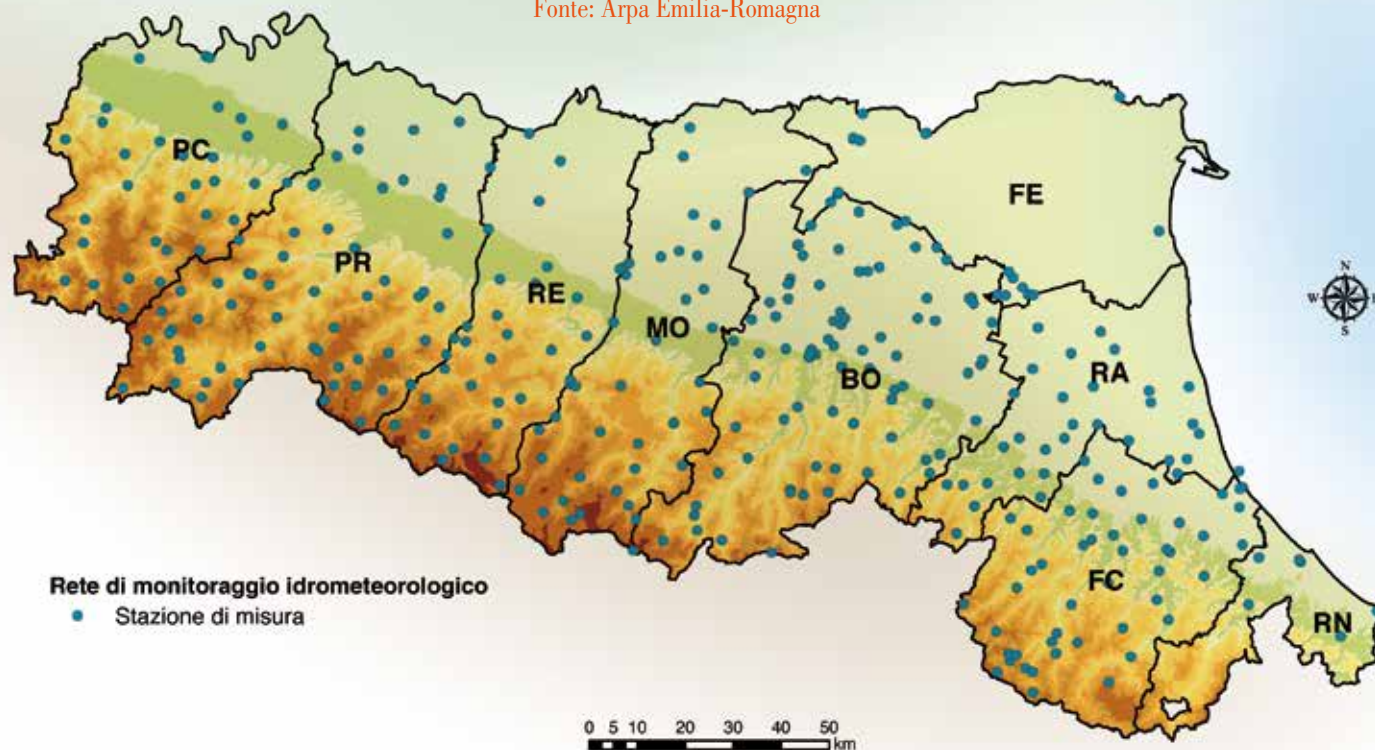 Fonte: Arpa Emilia-Romagna
PC
FE
PR
RE
MO
BO
RA
FC
RN
N
W
S
Rete di monitoraggio idrometeorologico
Stazione di misura
0 5 10 20 30 40 50
km